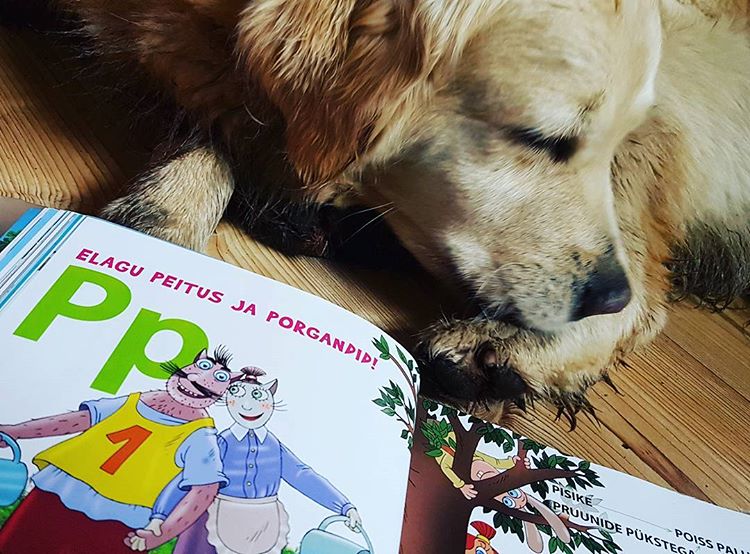 ELAGU PEITUS JA PORGANDID!
Pp
1
PISIKE
PRUUNIDE PÜKSTEGA
POISS